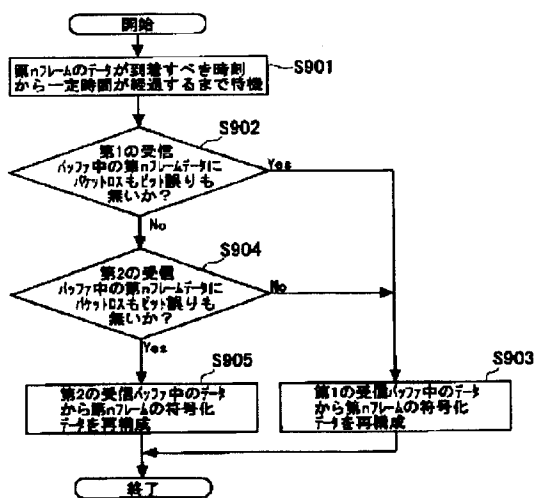 開始
第nフレームのデータが到着すべき時刻
から一定時間が経過するまで待機
S901
S902
第1の受信
バッファ中の第nフレームデータに
パケットロスもビット誤りも
無いか？
Yes
No
S904
第2の受信
バッファ中の第nフレームデータに
パケットロスもビット誤りも
無いか？
No
Yes
S905
第2の受信バッファ中のデータ
から第nフレームの符号化
データを再構成
S903
第1の受信バッファ中のデータ
から第nフレームの符号化
データを再構成
終了